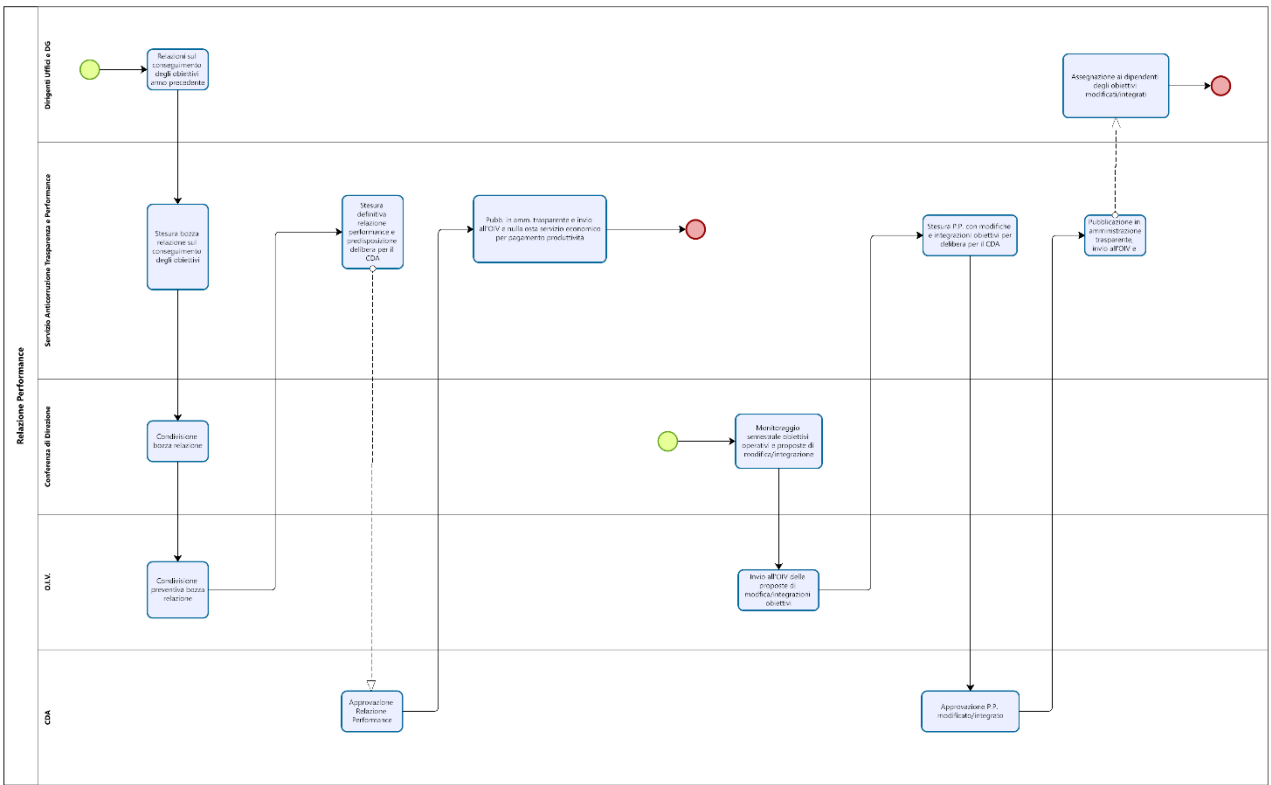 Relazione Performance
Dirigenti Uffici e DG
Relazioni sul
conseguimento
degli obiettivi
anno precedente
Assegnazione ai dipendenti
degli obiettivi
modificati/integrati
Servizio Anticorruzione Trasparenza e Performance
Stesura bozza
relazione sul
conseguimento
degli obiettivi
Stesura
definitiva
relazione
performance e
predisposizione
delibera per il
CDA
Pubb. in amm. trasparente e invio
all'OIV e nulla osta servizio economico
per pagamento produttività
Stesura P.P. con modifiche
e integrazioni obiettivi per
delibera per il CDA
Pubblicazione in
amministrazione
trasparente,
invio all'OIV e
Conferenza di Direzione
Condivisione
bozza relazione
Monitoraggio
semestrale obiettivi
operativi e proposte di
modifica/integrazione
O.I.V.
Condivisione
preventiva bozza
relazione
Invio all'OIV delle
proposte di
modifica/integrazioni
obiettivi
CDA
Approvazione
Relazione
Performance
Approvazione P.P.
modificato/integrato